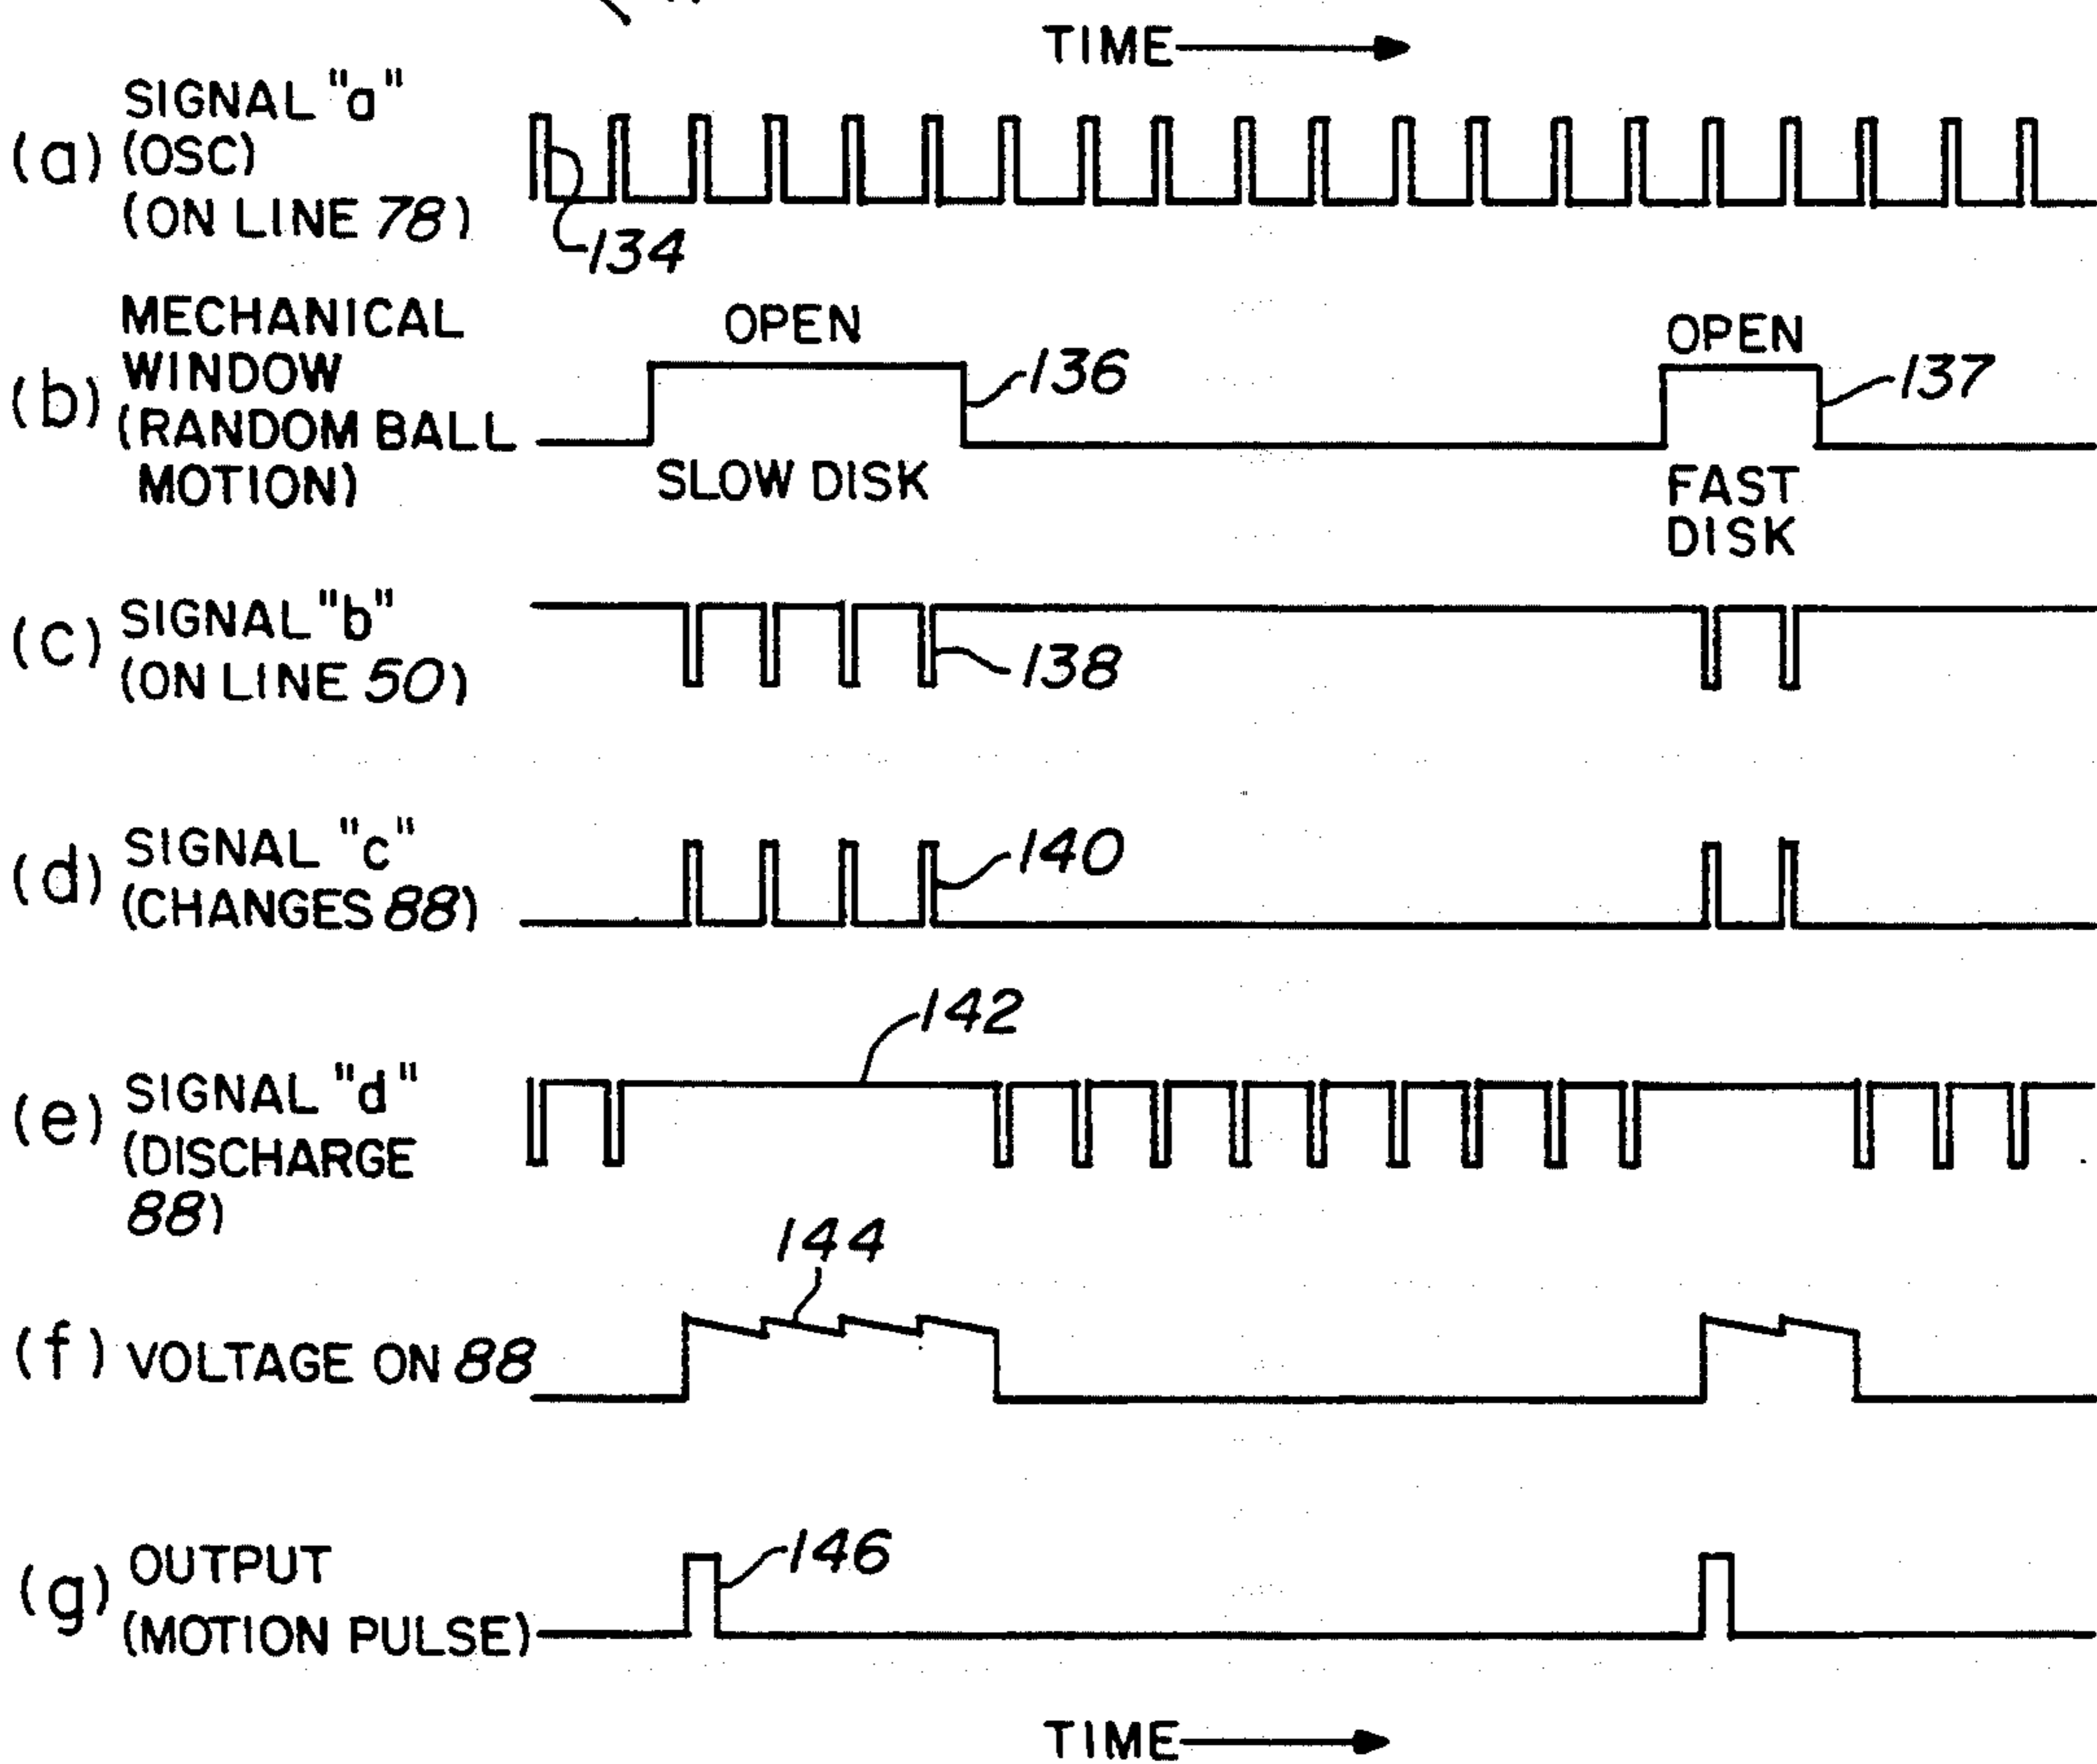 TIME
(a) SIGNAL "a"
(OSC)
(ON LINE 78)
134
(b) MECHANICAL
WINDOW
(RANDOM BALL
MOTION)
OPEN
136
SLOW DISK
OPEN
137
FAST
DISK
(c) SIGNAL "b"
(ON LINE 50)
138
(d) SIGNAL "c"
(CHANGES 88)
140
(e) SIGNAL "d"
(DISCHARGE
88)
142
(f) VOLTAGE ON 88
144
(g) OUTPUT
(MOTION PULSE)
146
TIME